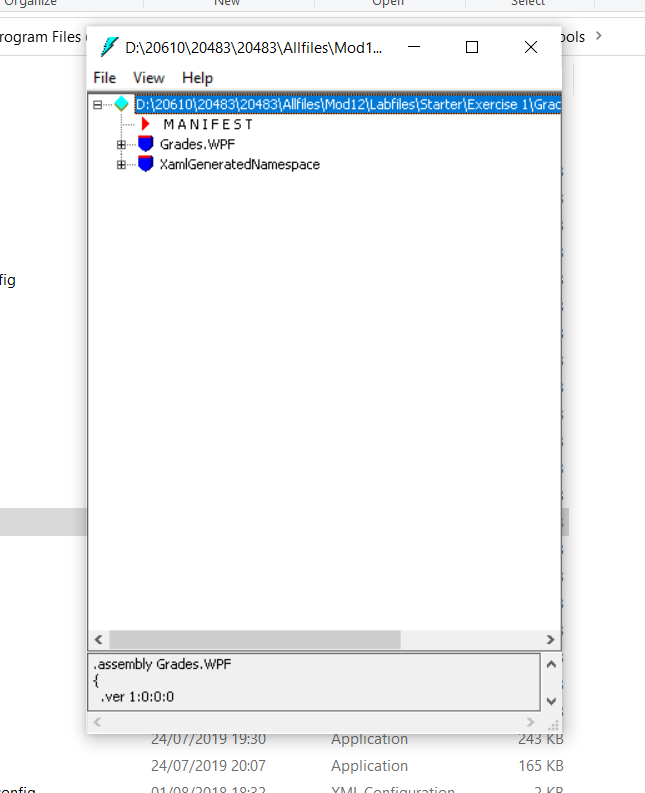 Organize New Open Select
rogram Files ools
D:\20610\20483\20483\Allfiles\Mod1...
File View Help
D:\20610\20483\20483\Allfiles\Mod12\Labfiles\Starter\Exercise 1\Grac
M A N I F E S T
Grades.WPF
XamlGeneratedNamespace
fig
.assembly Grades.WPF
{
.ver 1:0:0:0
24/07/2019 19:30 Application 243 KB
24/07/2019 20:07 Application 165 KB
config 01/08/2018 18:32 XML Configuration 2 KB